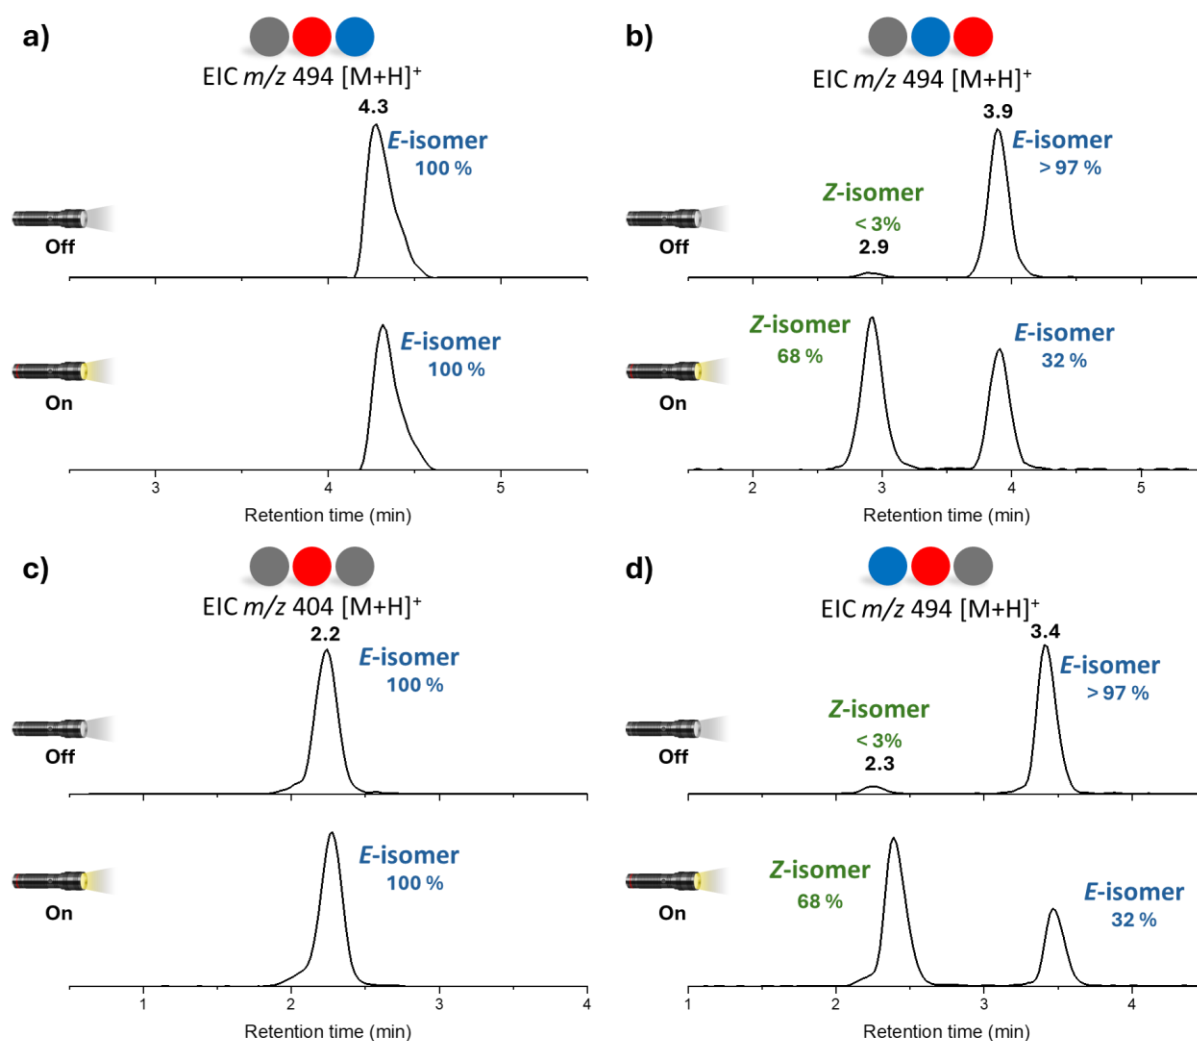 a)
EIC m/z 494 [M+H]+
4.3
E-isomer
100 %
Off
E-isomer
100 %
On
3 4 5
Retention time (min)
b)
EIC m/z 494 [M+H]+
3.9
E-isomer
> 97 %
Z-isomer
< 3%
2.9
Off
Z-isomer
68 %
E-isomer
32 %
On
2 3 4 5
Retention time (min)
c)
EIC m/z 404 [M+H]+
2.2
E-isomer
100 %
Off
E-isomer
100 %
On
1 2 3 4
Retention time (min)
d)
EIC m/z 494 [M+H]+
3.4
E-isomer
> 97 %
Z-isomer
< 3%
2.3
Off
Z-isomer
68 %
E-isomer
32 %
On
1 2 3 4
Retention time (min)